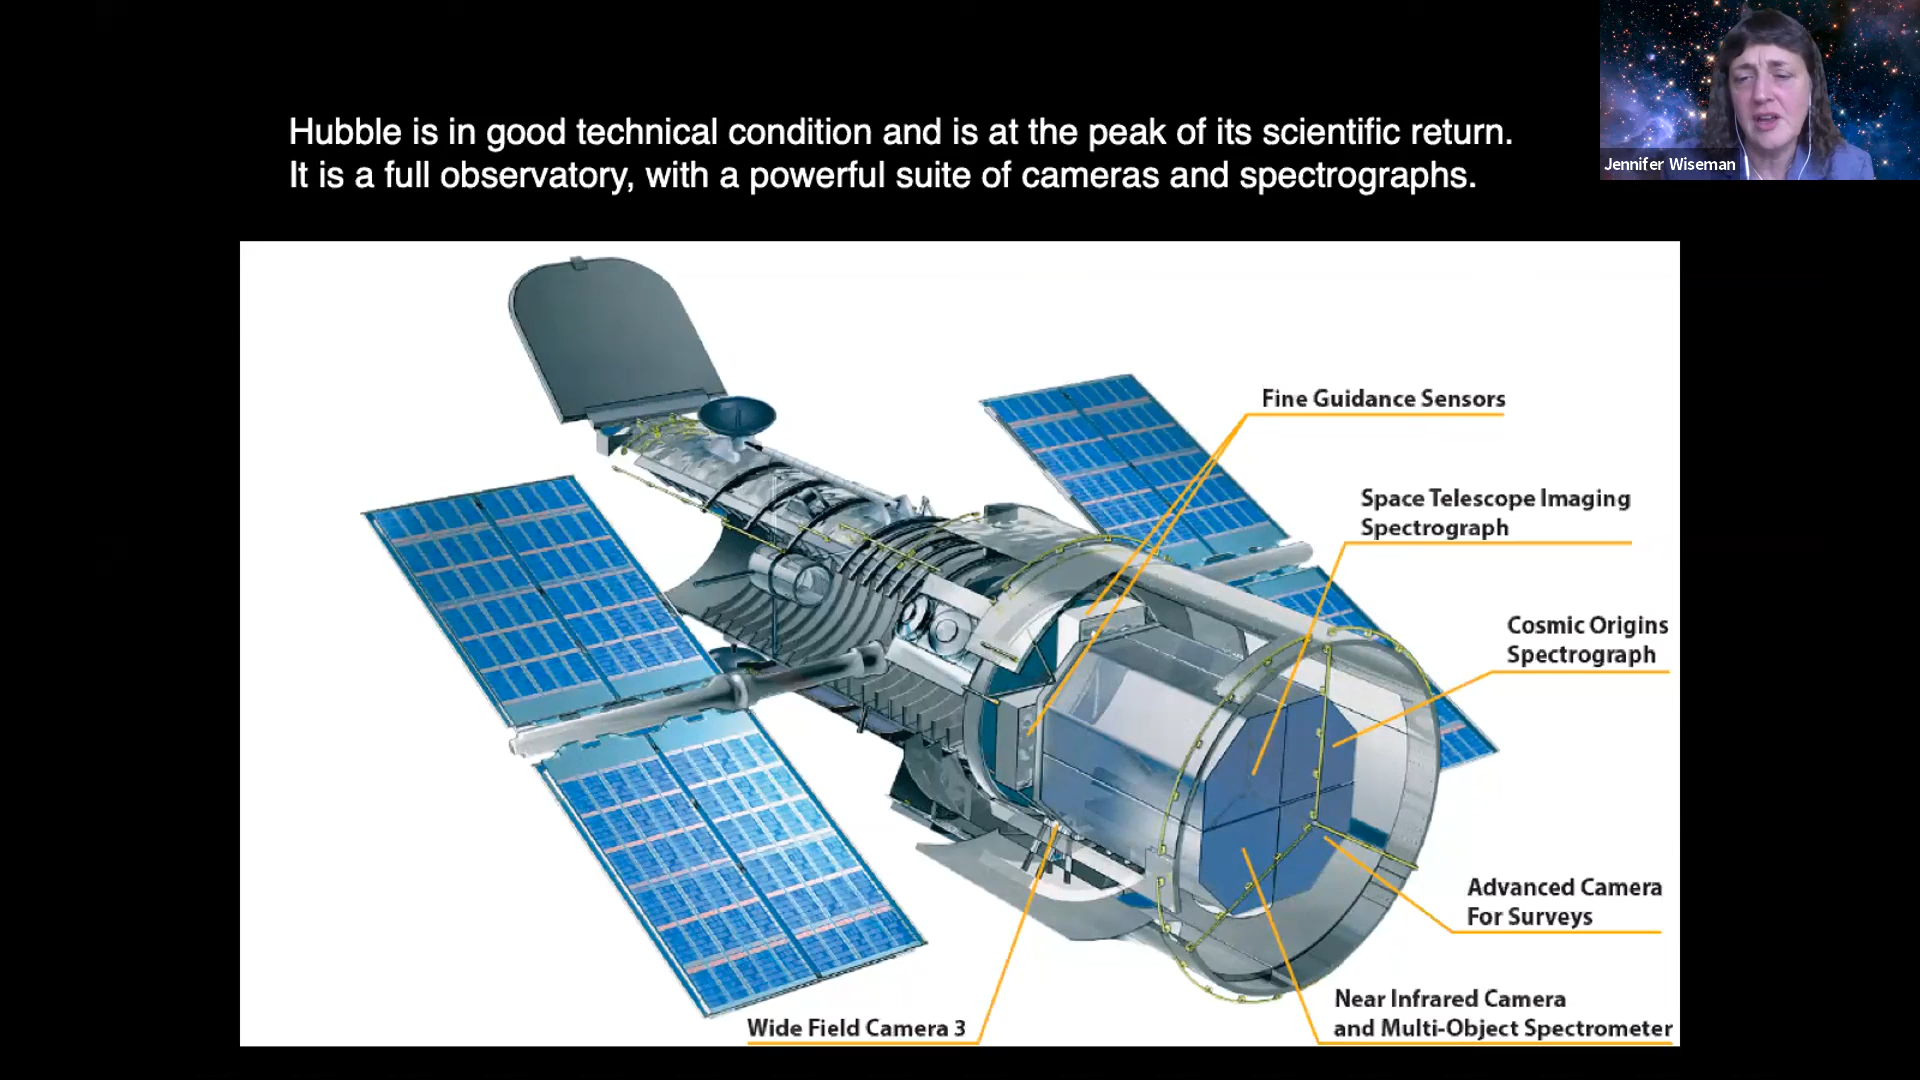 Hubble is in good technical condition and is at the peak of its scientific return.
It is a full observatory, with a powerful suite of cameras and spectrographs.
Jennifer Wiseman
Fine Guidance Sensors
Space Telescope Imaging
Spectrograph
Cosmic Origins
Spectrograph
Advanced Camera
For Surveys
Near Infrared Camera
and Multi-Object Spectrometer
Wide Field Camera 3